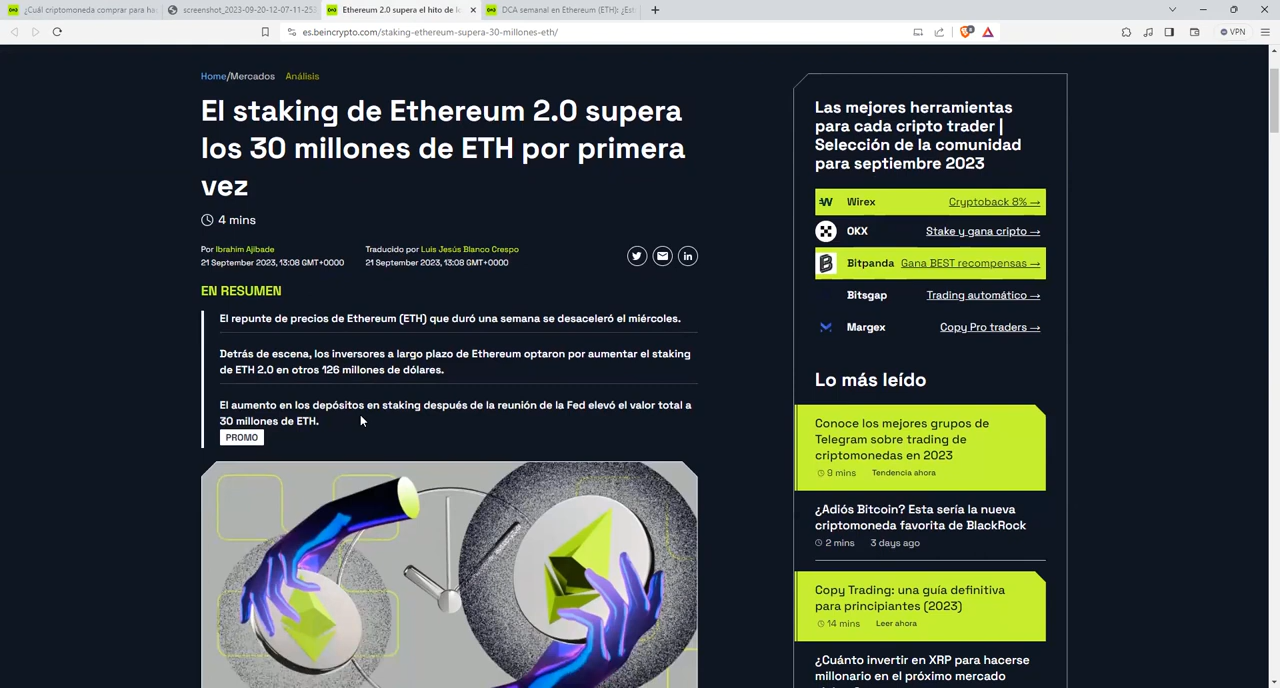 ¿Cuál criptomoneda comprar para ha
screenshot_2023-09-20-12-07-11-253
Ethereum 2.0 supera el hito de lo
DCA semanal en Ethereum (ETH): ¿Est
es.beincrypto.com/staking-ethereum-supera-30-millones-eth/
VPN
Home/Mercados Análisis
El staking de Ethereum 2.0 supera
los 30 millones de ETH por primera
vez
4 mins
Por Ibrahim Ajibade
21 September 2023, 13:08 GMT+0000
Traducido por Luis Jesús Blanco Crespo
21 September 2023, 13:08 GMT+0000
EN RESUMEN
El repunte de precios de Ethereum (ETH) que duró una semana se desaceleró el miércoles.
Detrás de escena, los inversores a largo plazo de Ethereum optaron por aumentar el staking
de ETH 2.0 en otros 126 millones de dólares.
El aumento en los depósitos en staking después de la reunión de la Fed elevó el valor total a
30 millones de ETH.
PROMO
Las mejores herramientas
para cada cripto trader |
Selección de la comunidad
para septiembre 2023
Wirex Cryptoback 8% →
OKX Stake y gana cripto →
Bitpanda Gana BEST recompensas →
Bitsgap Trading automático →
Margex Copy Pro traders →
Lo más leído
Conoce los mejores grupos de
Telegram sobre trading de
criptomonedas en 2023
9 mins Tendencia ahora
¿Adiós Bitcoin? Esta sería la nueva
criptomoneda favorita de BlackRock
2 mins 3 days ago
Copy Trading: una guía definitiva
para principiantes (2023)
14 mins Leer ahora
¿Cuánto invertir en XRP para hacerse
millonario en el próximo mercado